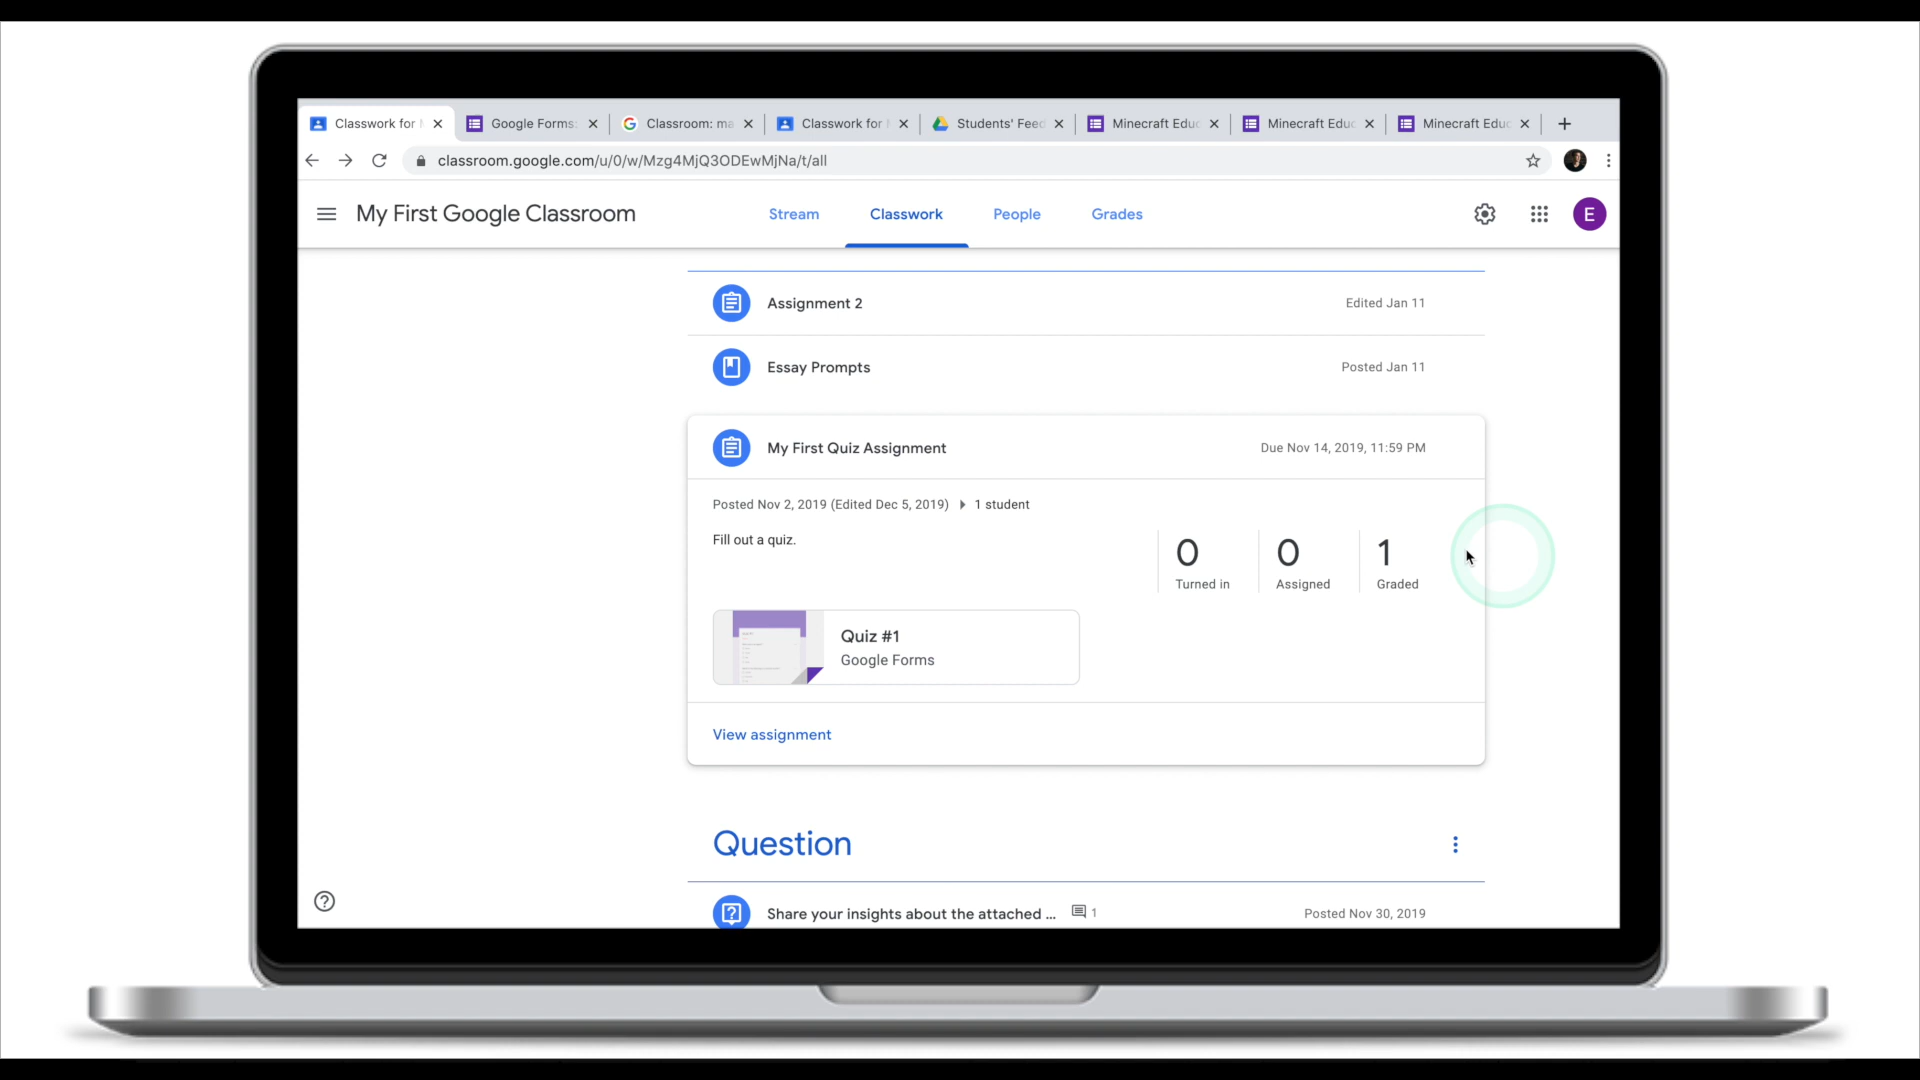 Classwork for
Google Forms:
Classroom: ma
Classwork for
Students' Feed
Minecraft Educ
Minecraft Educ
Minecraft Educ
classroom.google.com/u/0/w/Mzg4MjQ3ODEwMjNa/t/all
My First Google Classroom
Stream
Classwork
People
Grades
E
Assignment 2
Edited Jan 11
Essay Prompts
Posted Jan 11
My First Quiz Assignment
Due Nov 14, 2019, 11:59 PM
Posted Nov 2, 2019 (Edited Dec 5, 2019)
1 student
Fill out a quiz.
0
Turned in
0
Assigned
1
Graded
Quiz #1
Google Forms
View assignment
Question
Share your insights about the attached ...
1
Posted Nov 30, 2019